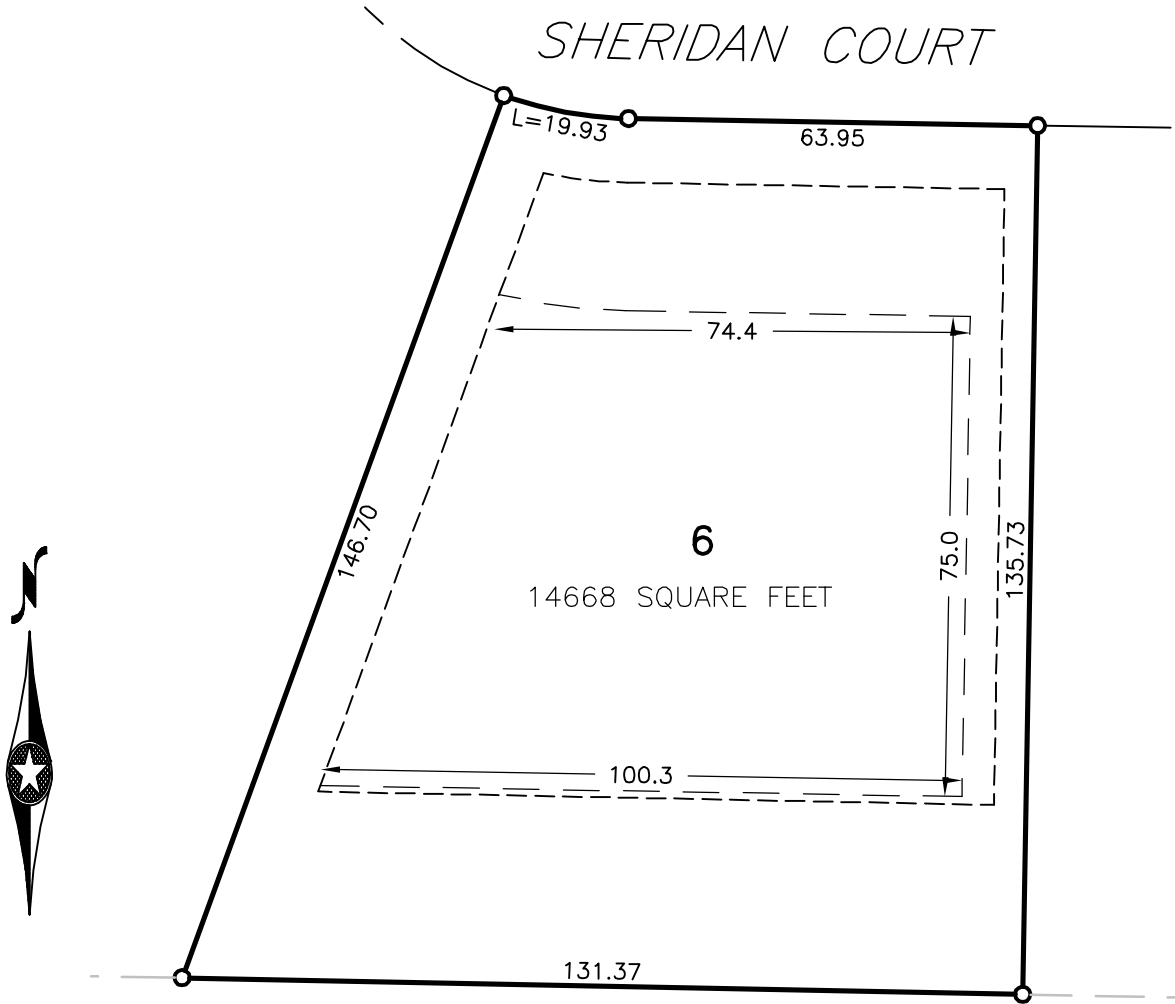 SHERIDAN COURT
L=19.93
63.95
74.4
146.70
6
14668 SQUARE FEET
75.0
135.73
N
100.3
131.37